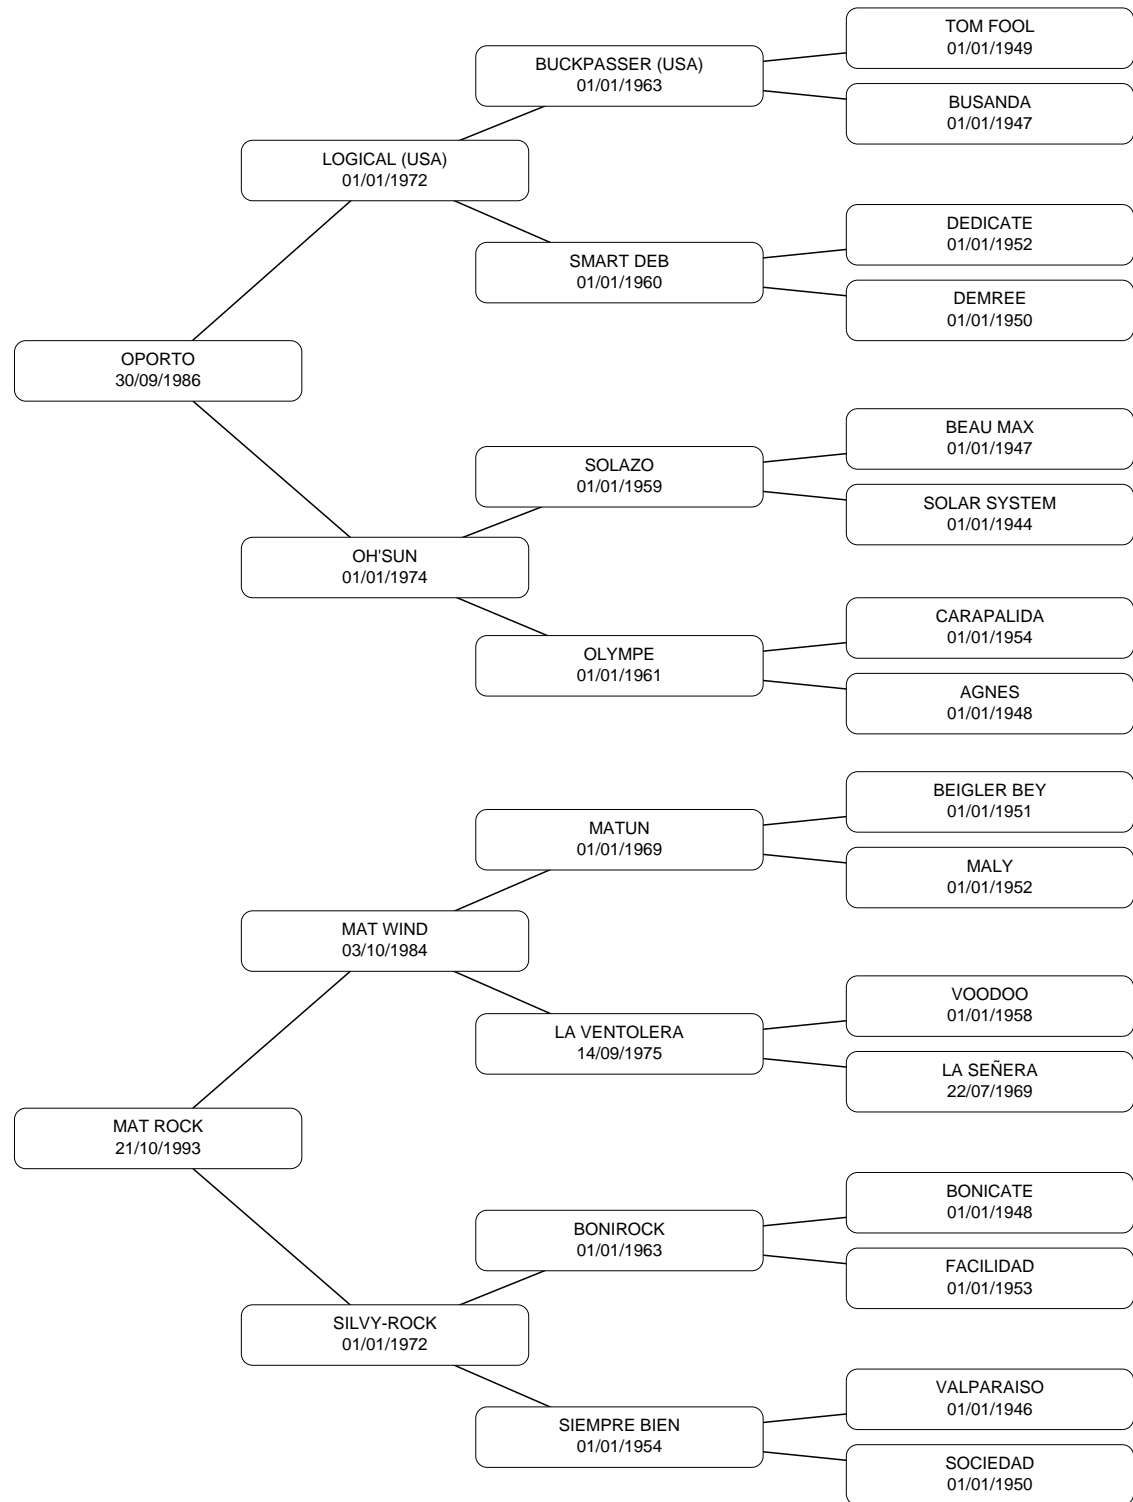 TOM FOOL
01/01/1949
BUCKPASSER (USA)
01/01/1963
BUSANDA
01/01/1947
LOGICAL (USA)
01/01/1972
DEDICATE
01/01/1952
SMART DEB
01/01/1960
DEMREE
01/01/1950
OPORTO
30/09/1986
BEAU MAX
01/01/1947
SOLAZO
01/01/1959
SOLAR SYSTEM
01/01/1944
OH'SUN
01/01/1974
CARAPALIDA
01/01/1954
OLYMPE
01/01/1961
AGNES
01/01/1948
BEIGLER BEY
01/01/1951
MATUN
01/01/1969
MALY
01/01/1952
MAT WIND
03/10/1984
VOODOO
01/01/1958
LA VENTOLERA
14/09/1975
LA SEÑERA
22/07/1969
MAT ROCK
21/10/1993
BONICATE
01/01/1948
BONIROCK
01/01/1963
FACILIDAD
01/01/1953
SILVY-ROCK
01/01/1972
VALPARAISO
01/01/1946
SIEMPRE BIEN
01/01/1954
SOCIEDAD
01/01/1950